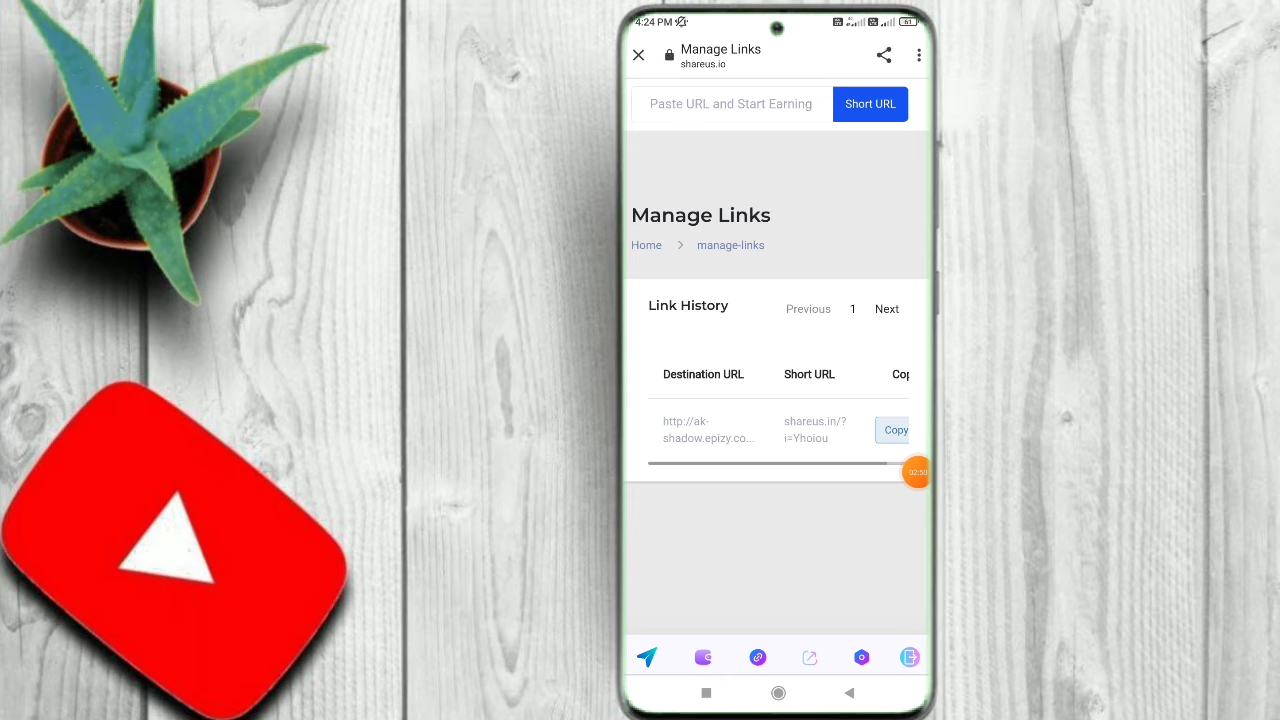 4:24 PM
Manage Links
shareus.io
Paste URL and Start Earning
Short URL
Manage Links
Home
manage-links
Link History
Previous 1 Next
Destination URL
Short URL
Cop
http://ak-
shadow.epizy.co...
shareus.in/?
i=Yhoiou
Copy
02:50